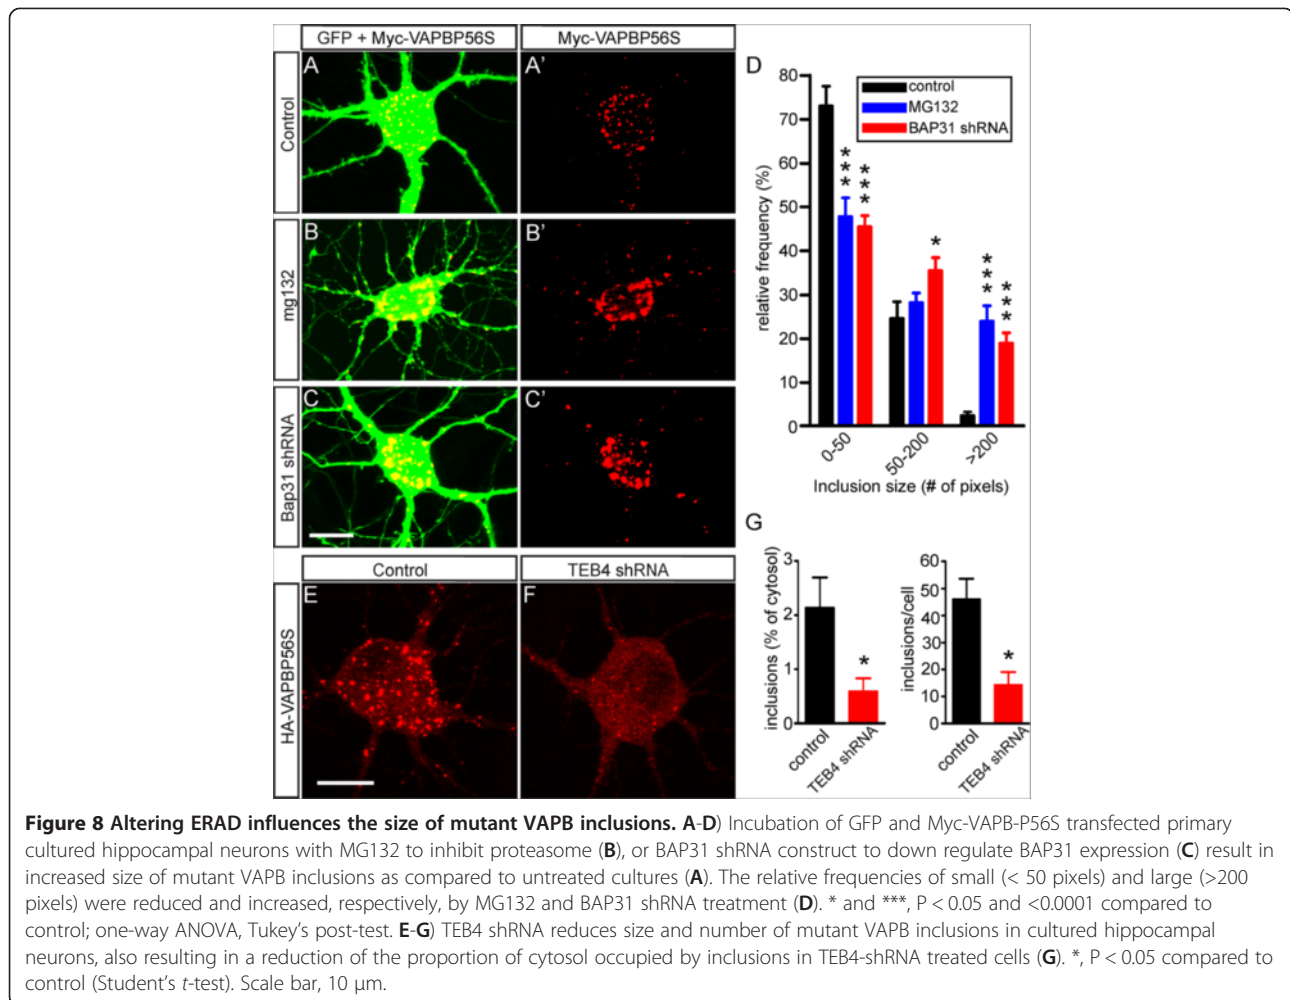 GFP + Myc-VAPBP56S
Myc-VAPBP56S
Control
A
A'
mg132
B
B'
Bap31 shRNA
C
C'
D
80
70
60
50
40
30
20
10
0
relative frequency (%)
control
MG132
BAP31 shRNA
***
***
*
***
***
0-50
50-200
>200
Inclusion size (# of pixels)
Control
TEB4 shRNA
HA-VAPBP56S
E
F
G
3
2
1
0
inclusions (% of cytosol)
*
control
TEB4 shRNA
60
50
40
30
20
10
0
inclusions/cell
*
control
TEB4 shRNA
Figure 8 Altering ERAD influences the size of mutant VAPB inclusions. A-D) Incubation of GFP and Myc-VAPB-P56S transfected primary
cultured hippocampal neurons with MG132 to inhibit proteasome (B), or BAP31 shRNA construct to down regulate BAP31 expression (C) result in
increased size of mutant VAPB inclusions as compared to untreated cultures (A). The relative frequencies of small (< 50 pixels) and large (>200
pixels) were reduced and increased, respectively, by MG132 and BAP31 shRNA treatment (D). * and ***, P < 0.05 and <0.0001 compared to
control; one-way ANOVA, Tukey's post-test. E-G) TEB4 shRNA reduces size and number of mutant VAPB inclusions in cultured hippocampal
neurons, also resulting in a reduction of the proportion of cytosol occupied by inclusions in TEB4-shRNA treated cells (G). *, P < 0.05 compared to
control (Student's t-test). Scale bar, 10 μm.